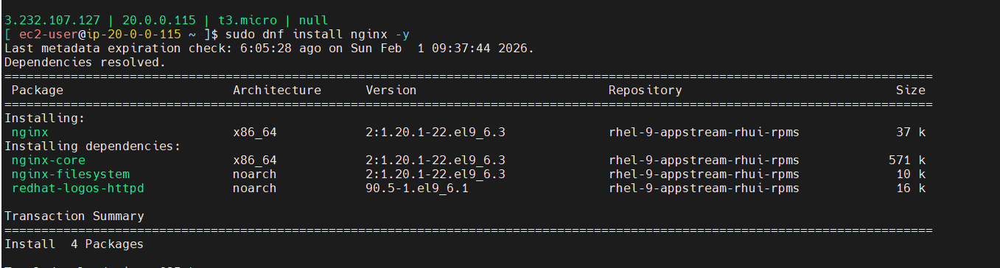 3.232.107.127 | 20.0.0.115 | t3.micro | null
[ ec2-user@ip-20-0-0-115 ~ ]$ sudo dnf install nginx -y
Last metadata expiration check: 6:05:28 ago on Sun Feb  1 09:37:44 2026.
Dependencies resolved.
================================================================================
Package Architecture Version Repository Size
================================================================================
Installing:
nginx x86_64 2:1.20.1-22.el9_6.3 rhel-9-appstream-rhui-rpms 37 k
Installing dependencies:
nginx-core x86_64 2:1.20.1-22.el9_6.3 rhel-9-appstream-rhui-rpms 571 k
nginx-filesystem noarch 2:1.20.1-22.el9_6.3 rhel-9-appstream-rhui-rpms 10 k
redhat-logos-httpd noarch 90.5-1.el9_6.1 rhel-9-appstream-rhui-rpms 16 k
Transaction Summary
================================================================================
Install  4 Packages